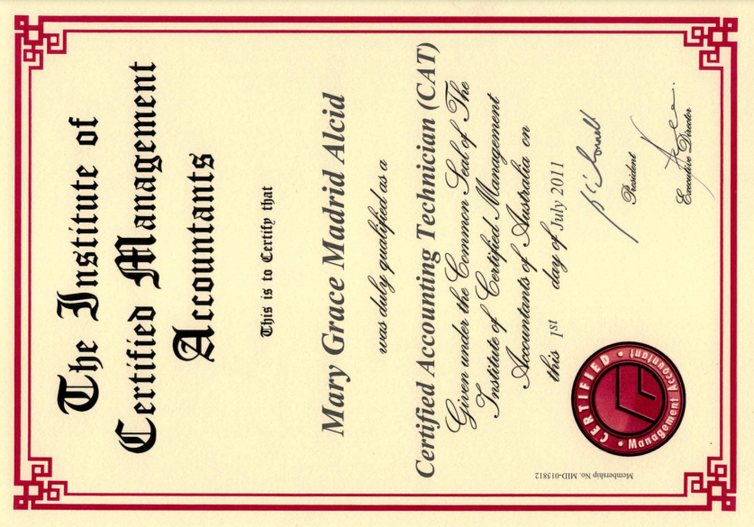 The Institute of
Certified Management
Accountants
This is to Certify that
Mary Grace Madrid Alcid
was duly qualified as a
Certified Accounting Technician (CAT)
Given under the Common Seal of The
Institute of Certified Management
Accountants of Australia on
this 1st day of July 2011
President
Executive Director
CERTIFIED
Management Accountant
Membership No. MID-015812